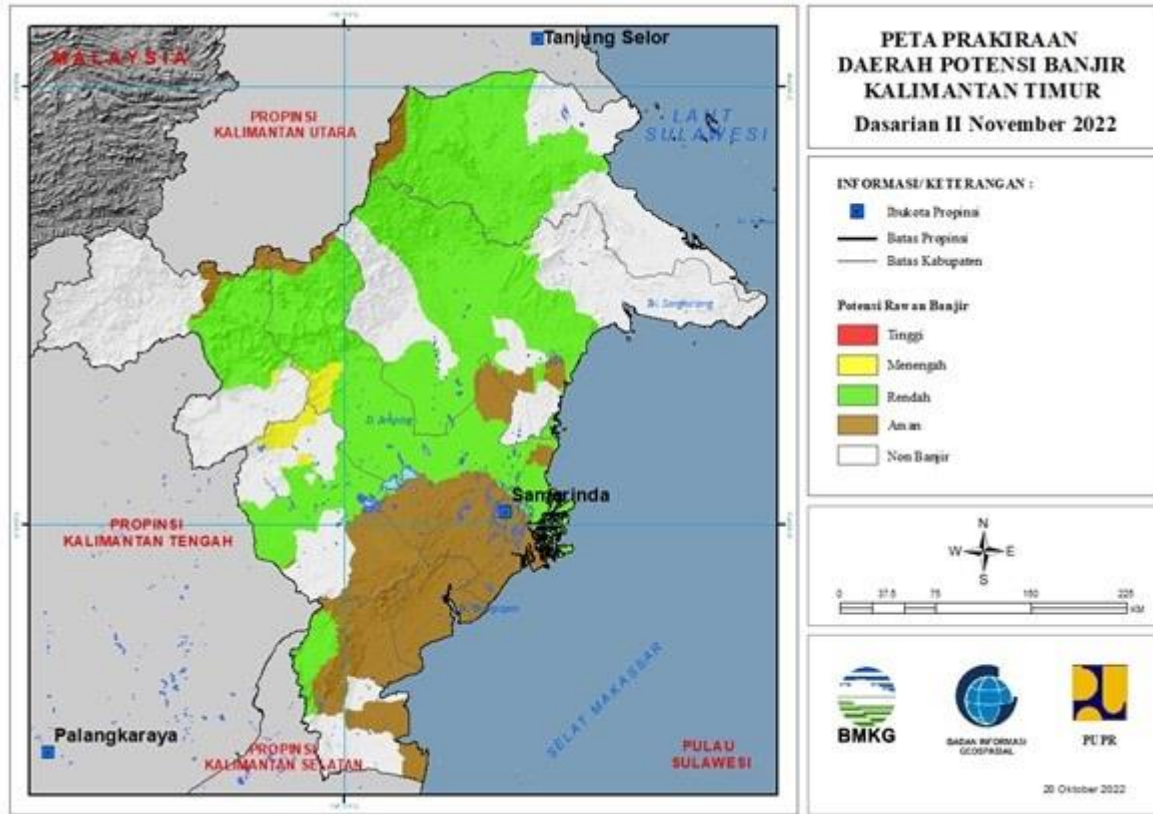 MALAYSIA
Tanjung Selor
PROPINSI
KALIMANTAN UTARA
LAUT
SULAWESI
Samarinda
PROPINSI
KALIMANTAN TENGAH
SELAT MAKASSAR
Palangkaraya
PROPINSI
KALIMANTAN SELATAN
PULAU
SULAWESI
PETA PRAKIRAAN
DAERAH POTENSI BANJIR
KALIMANTAN TIMUR
Dasarian II November 2022
INFORMASI/KETERANGAN :
Ibukota Propinsi
Batas Propinsi
Batas Kabupaten
Potensi Rawan Banjir
Tinggi
Menengah
Rendah
Aman
Non Banjir
N
W E
S
0 37.5 75 150 225
KM
BMKG
BADAN INFORMASI
GEOSPASIAL
PUPR
28 Oktober 2022